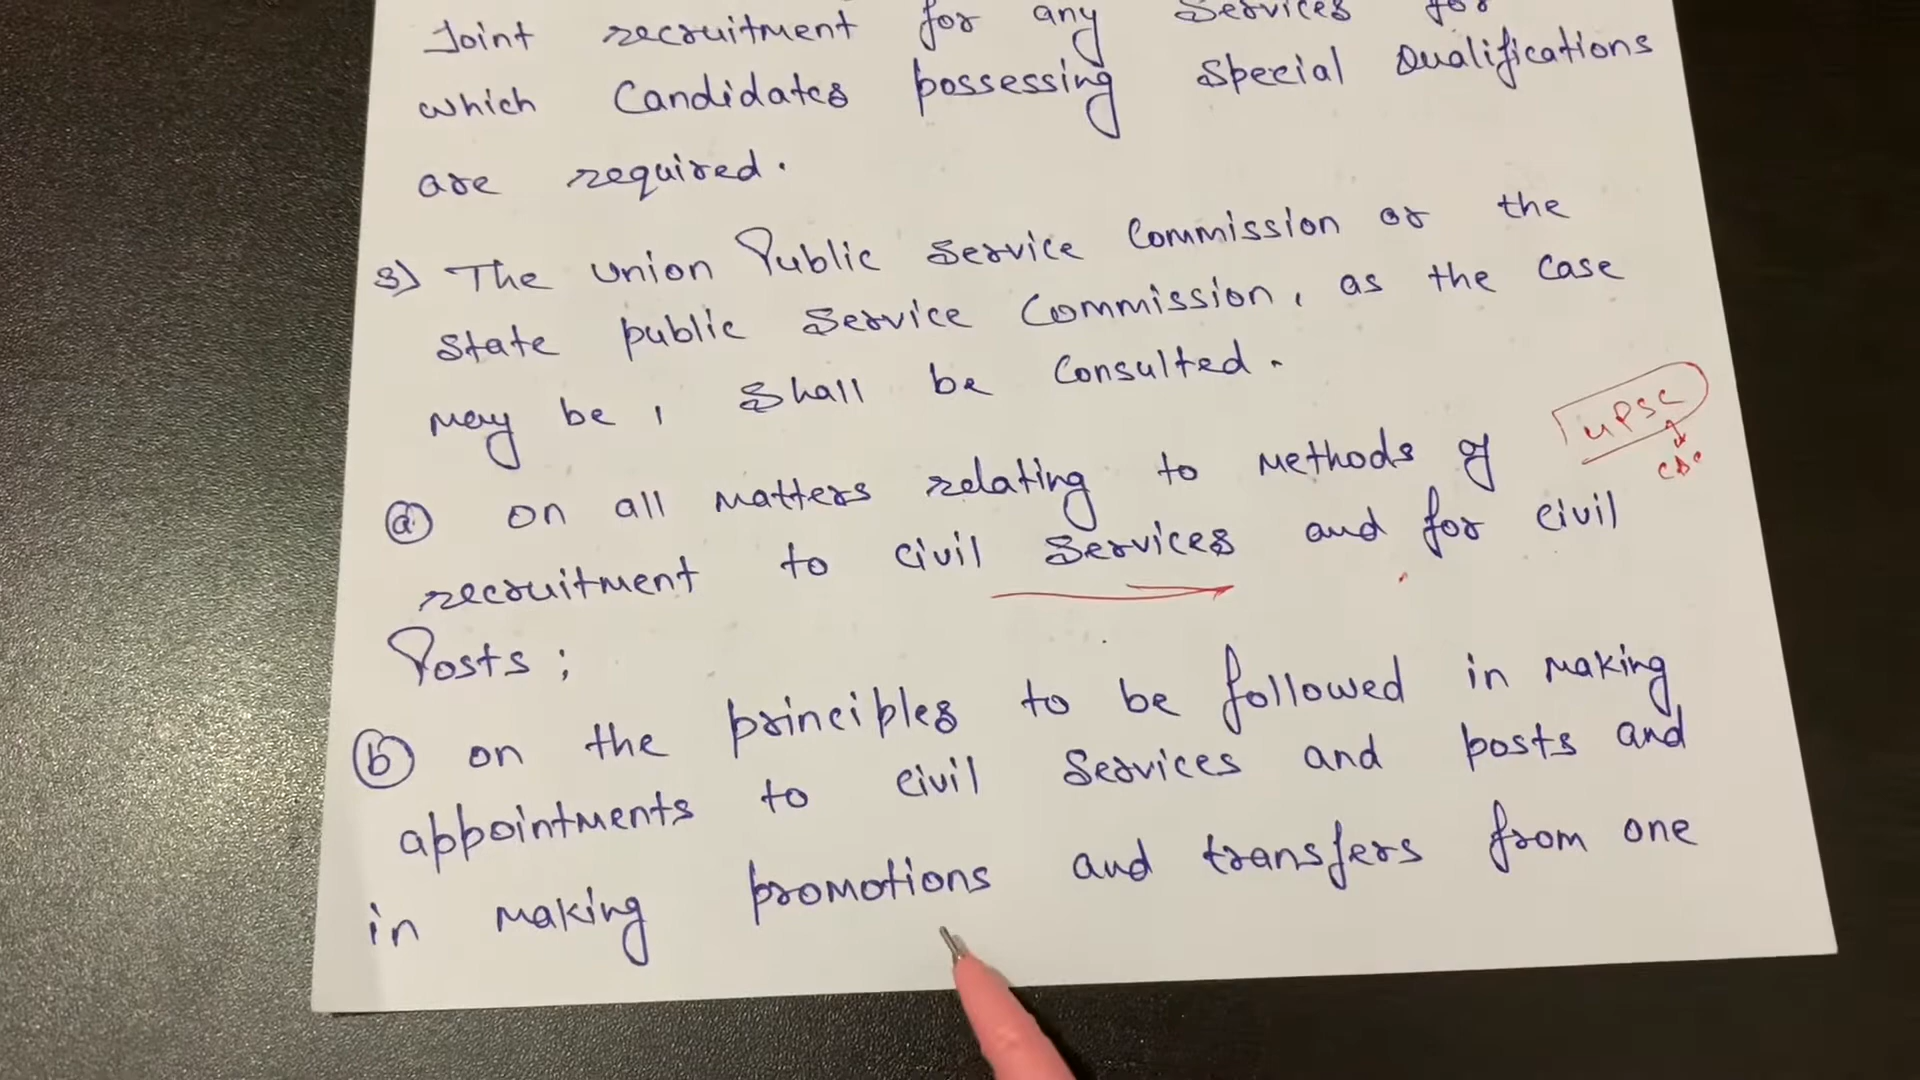 Joint recruitment for any services for
which Candidates possessing special Qualifications
are required.
3) The union Public service Commission or the
state public service Commission, as the case
may be, shall be consulted.
UPSC
(a) on all matters relating to methods of
recruitment to civil services and for civil
Posts;
(b) on the principles to be followed in making
appointments to civil services and posts and
in making promotions and transfers from one